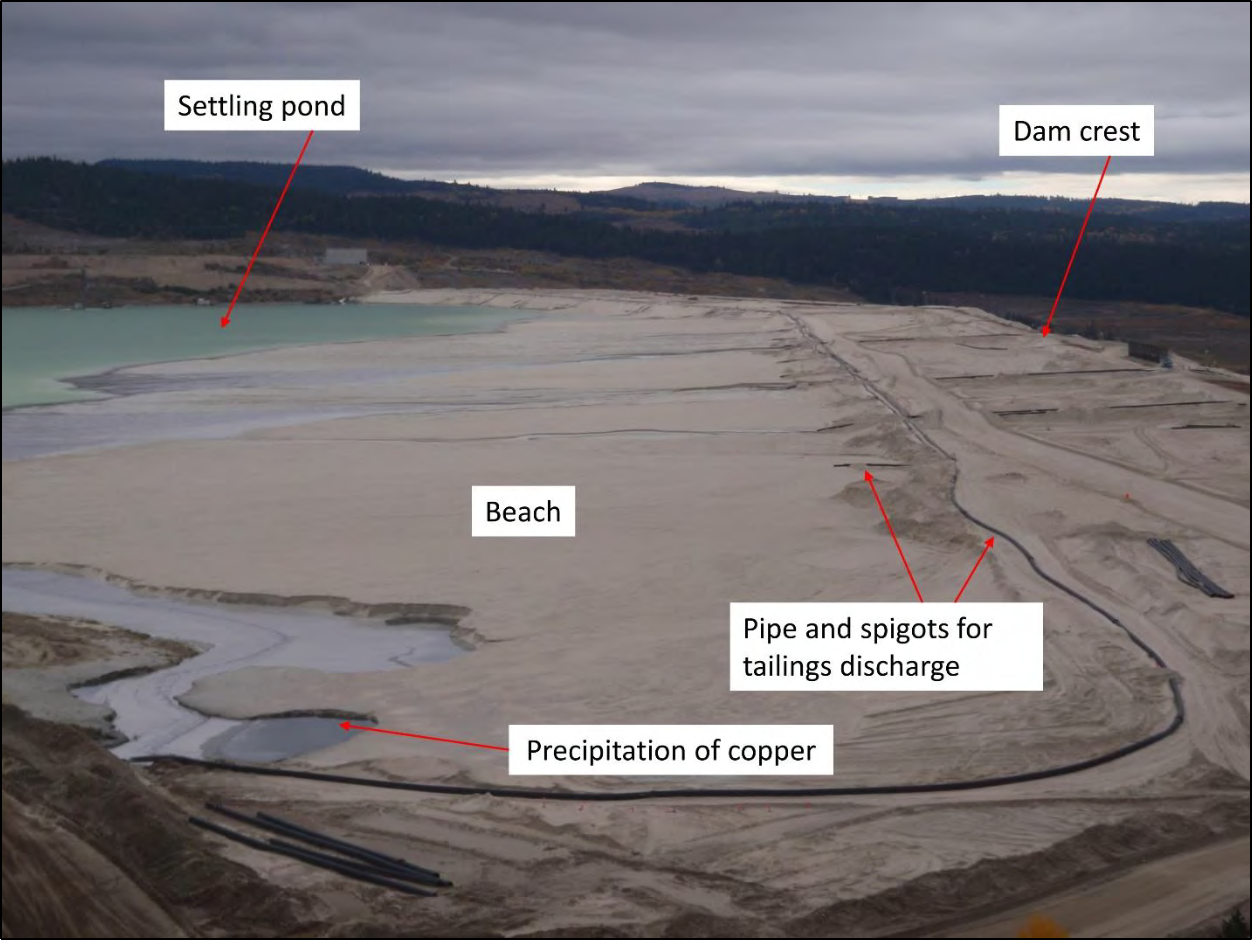 Settling pond
Dam crest
Beach
Pipe and spigots for
tailings discharge
Precipitation of copper